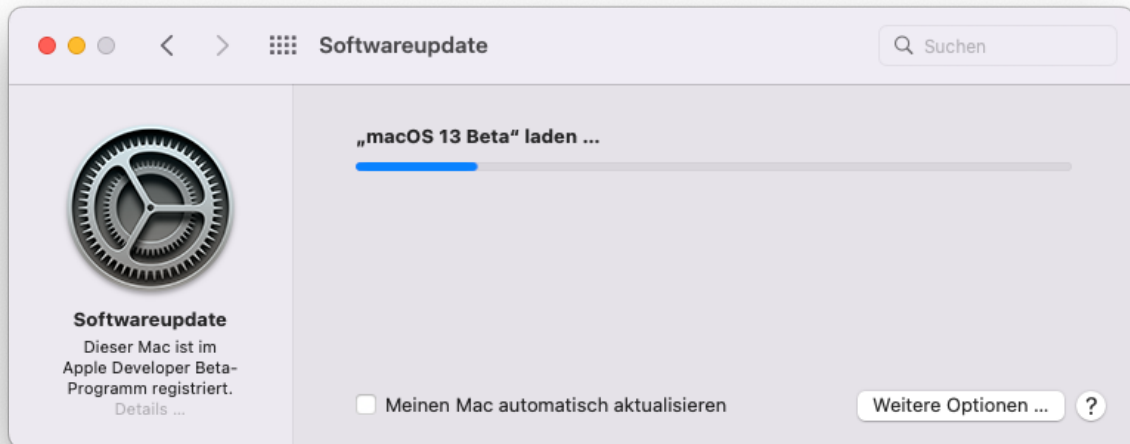 Softwareupdate
Suchen
„macOS 13 Beta“ laden ...
Softwareupdate
Dieser Mac ist im
Apple Developer Beta-
Programm registriert.
Details ...
Meinen Mac automatisch aktualisieren
Weitere Optionen ...
?